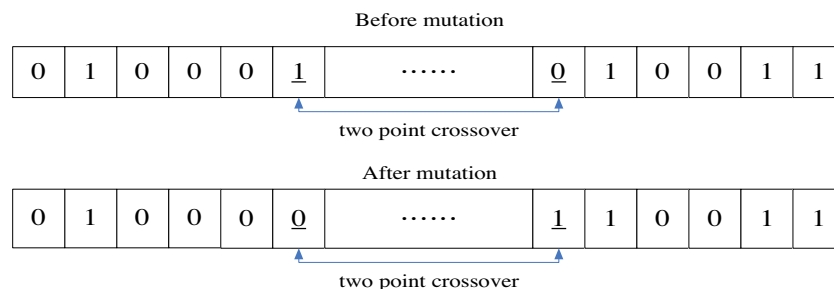 Before mutation
0 1 0 0 0 1 ...... 0 1 0 0 1 1
two point crossover
After mutation
0 1 0 0 0 0 ...... 1 1 0 0 1 1
two point crossover